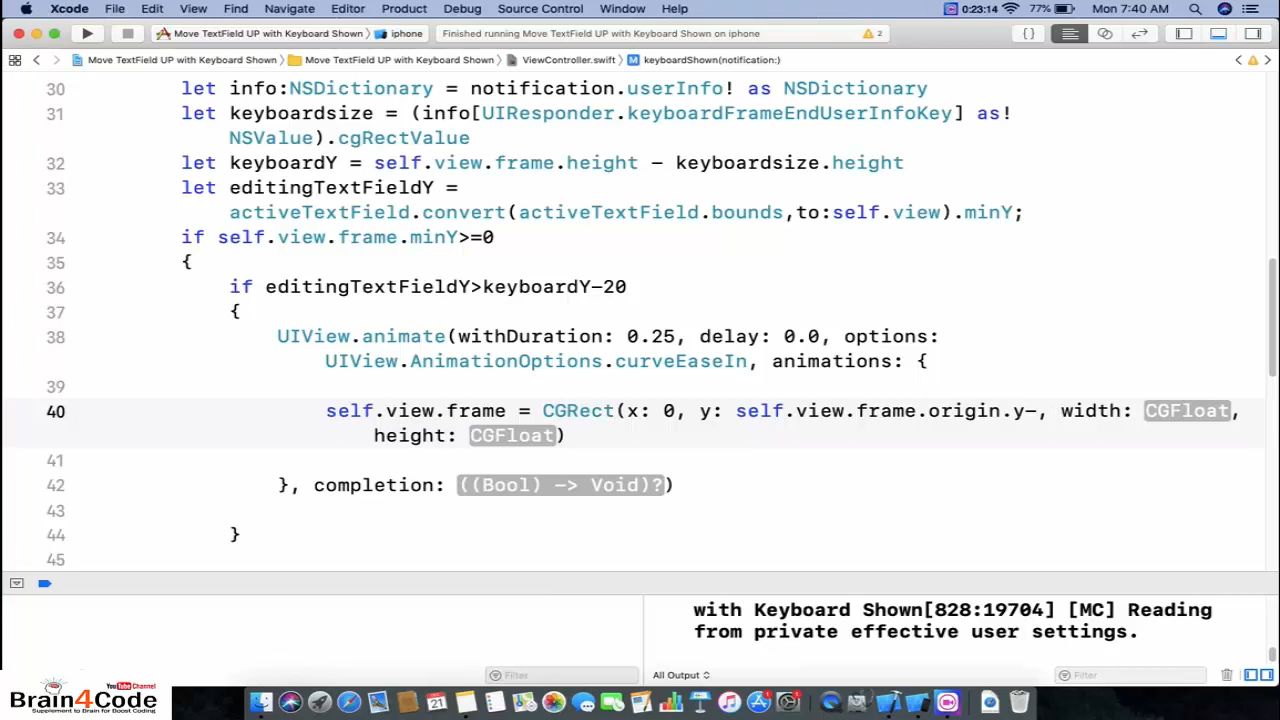 Xcode File Edit View Find Navigate Editor Product Debug Source Control Window Help 0:23:14 77% Mon 7:40 AM
Move TextField UP with Keyboard Shown iphone Finished running Move TextField UP with Keyboard Shown on iphone 2
Move TextField UP with Keyboard Shown Move TextField UP with Keyboard Shown ViewController.swift M keyboardShown(notification:)
30 let info:NSDictionary = notification.userInfo! as NSDictionary
31 let keyboardsize = (info[UIResponder.keyboardFrameEndUserInfoKey] as!
NSValue).cgRectValue
32 let keyboardY = self.view.frame.height - keyboardsize.height
33 let editingTextFieldY =
activeTextField.convert(activeTextField.bounds,to:self.view).minY;
34 if self.view.frame.minY>=0
35 {
36 if editingTextFieldY>keyboardY-20
37 {
38 UIView.animate(withDuration: 0.25, delay: 0.0, options:
UIView.AnimationOptions.curveEaseIn, animations: {
39
40 self.view.frame = CGRect(x: 0, y: self.view.frame.origin.y-, width: CGFloat,
height: CGFloat)
41
42 }, completion: ((Bool) -> Void)?)
43
44 }
45
with Keyboard Shown[828:19704] [MC] Reading
from private effective user settings.
Filter All Output Filter
YouTube Channel
Brain4Code
Supplement to Brain for Boost Coding